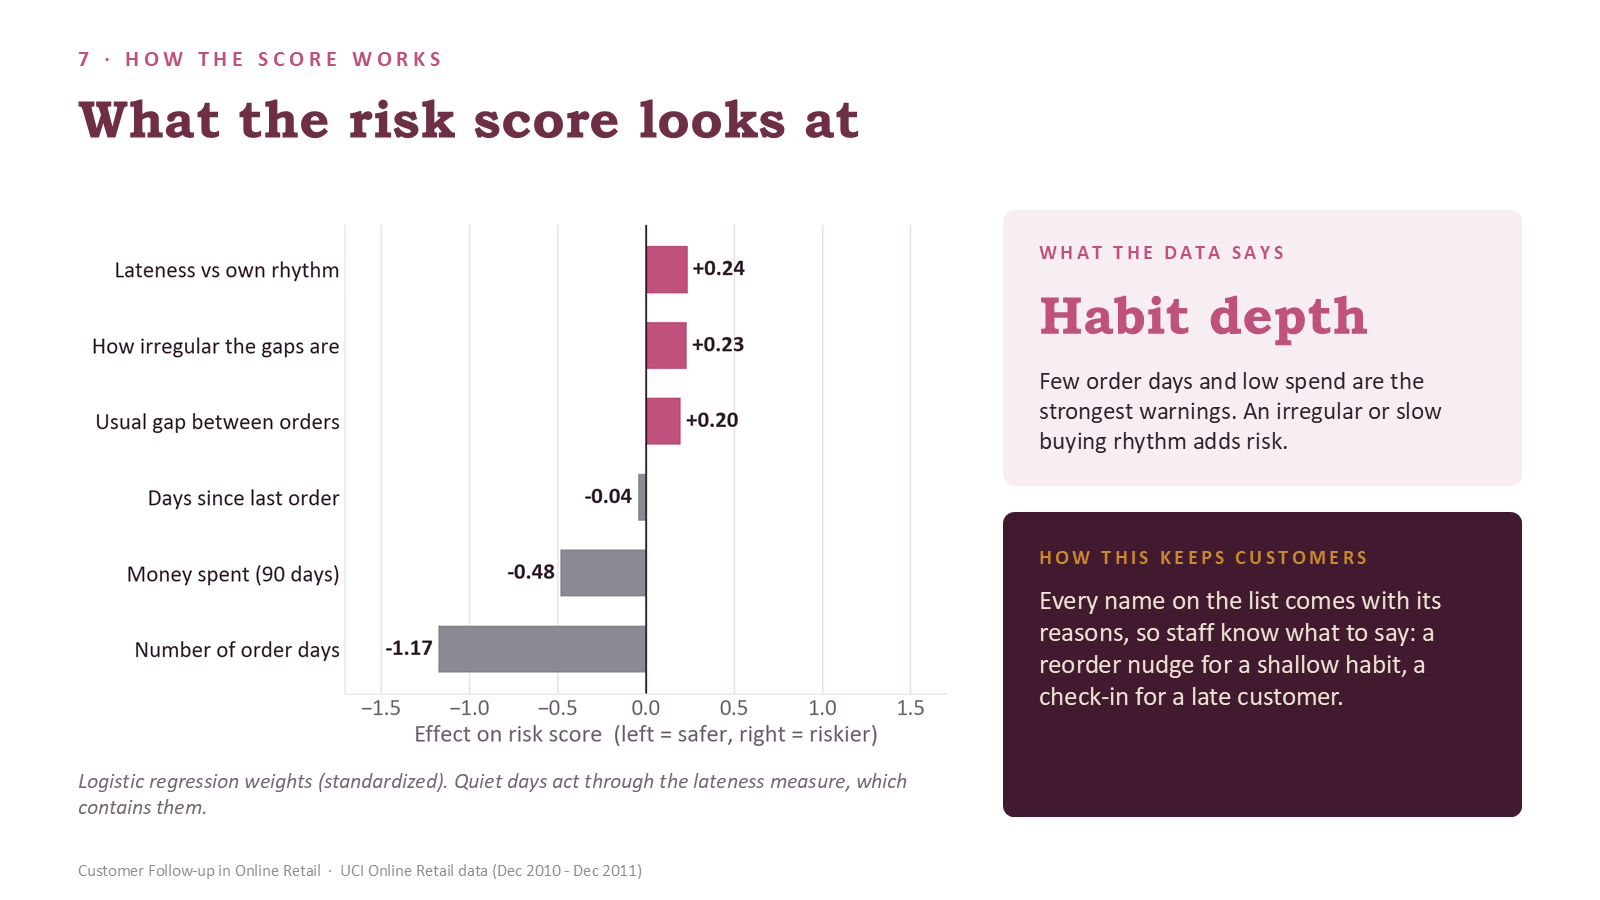 7 · HOW THE SCORE WORKS
What the risk score looks at
Lateness vs own rhythm
+0.24
How irregular the gaps are
+0.23
Usual gap between orders
+0.20
Days since last order
-0.04
Money spent (90 days)
-0.48
Number of order days
-1.17
−1.5 −1.0 −0.5 0.0 0.5 1.0 1.5
Effect on risk score (left = safer, right = riskier)
Logistic regression weights (standardized). Quiet days act through the lateness measure, which
contains them.
WHAT THE DATA SAYS
Habit depth
Few order days and low spend are the
strongest warnings. An irregular or slow
buying rhythm adds risk.
HOW THIS KEEPS CUSTOMERS
Every name on the list comes with its
reasons, so staff know what to say: a
reorder nudge for a shallow habit, a
check-in for a late customer.
Customer Follow-up in Online Retail · UCI Online Retail data (Dec 2010 - Dec 2011)